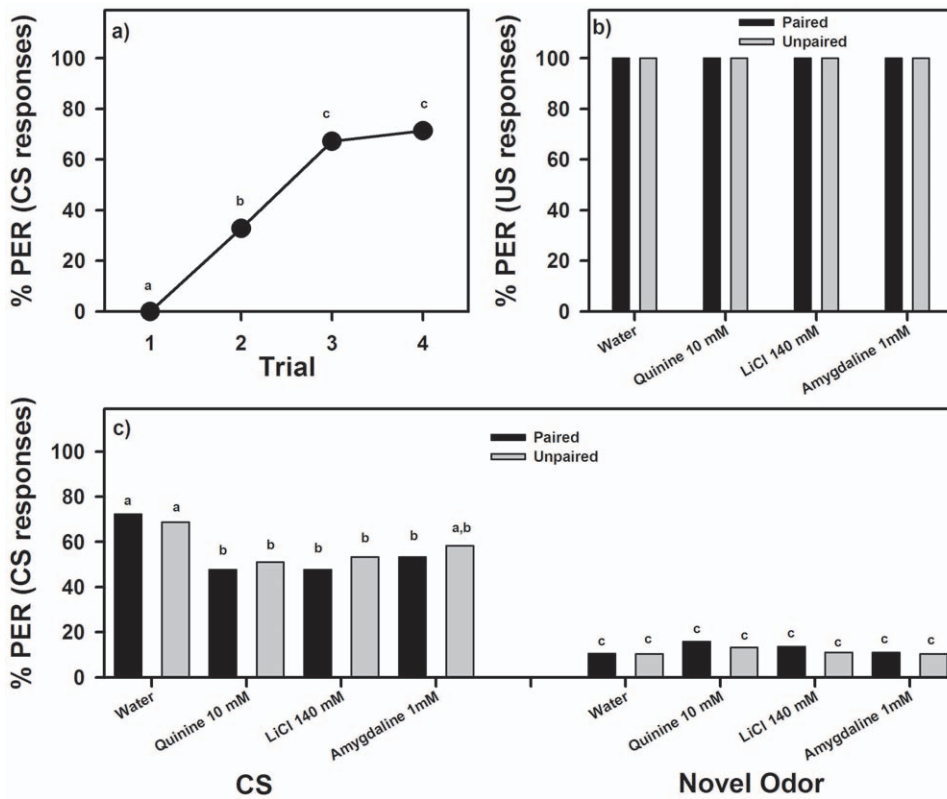 a)
% PER (CS responses)
100
80
60
40
20
0
a
b
c
c
1 2 3 4
Trial
b)
Paired
Unpaired
% PER (US responses)
100
80
60
40
20
0
Water
Quinine 10 mM
LiCl 140 mM
Amygdaline 1mM
c)
Paired
Unpaired
% PER (CS responses)
100
80
60
40
20
0
a a b b b b b a,b
c c c c c c c c
Water
Quinine 10 mM
LiCl 140 mM
Amygdaline 1mM
CS
Water
Quinine 10 mM
LiCl 140 mM
Amygdaline 1mM
Novel Odor